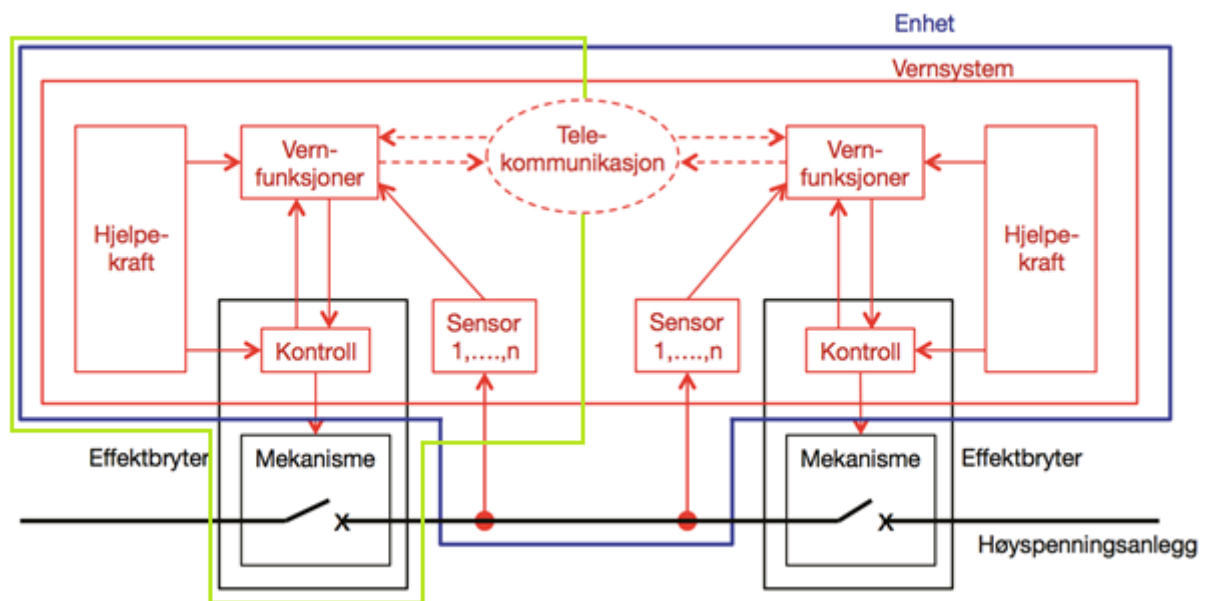 Enhet
Vernsystem
Hjelpe-
kraft
Vern-
funksjoner
Tele-
kommunikasjon
Vern-
funksjoner
Hjelpe-
kraft
Kontroll
Sensor
1,....,n
Sensor
1,....,n
Kontroll
Effektbryter
Mekanisme
x
Mekanisme
x
Effektbryter
Høyspenningsanlegg